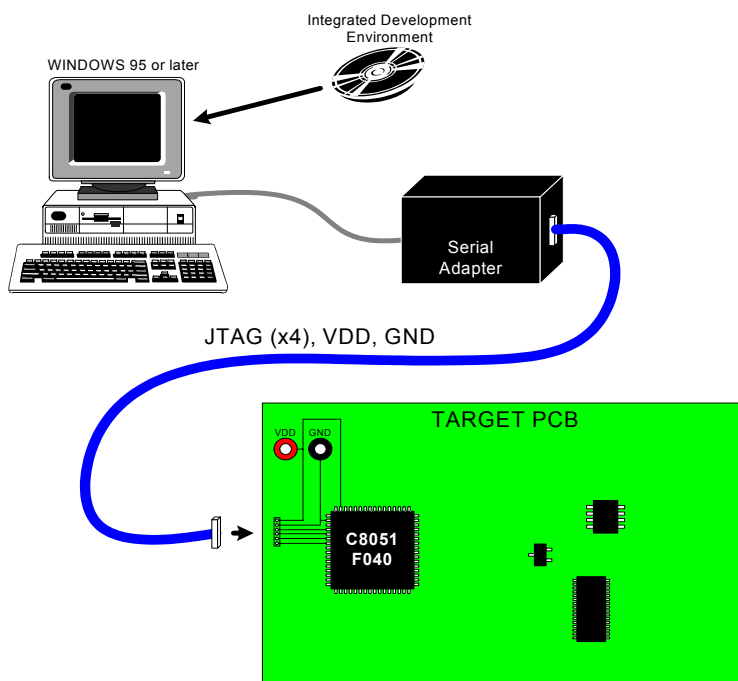 Integrated Development
Environment
WINDOWS 95 or later
Serial
Adapter
JTAG (x4), VDD, GND
TARGET PCB
VDD
GND
C8051
F040